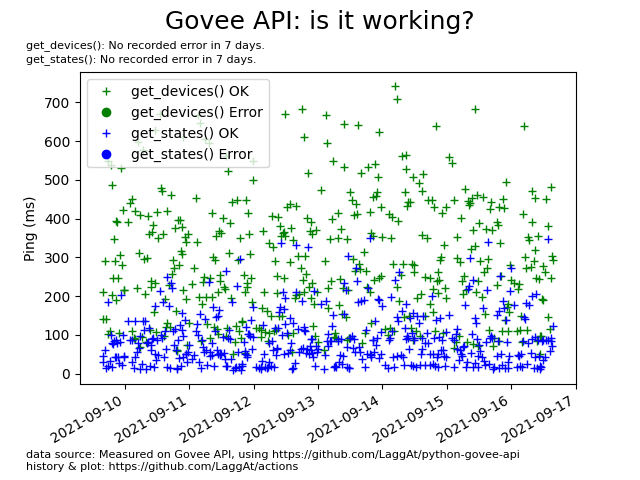 Govee API: is it working?
get_devices(): No recorded error in 7 days.
get_states(): No recorded error in 7 days.
get_devices() OK
get_devices() Error
get_states() OK
get_states() Error
Ping (ms)
700
600
500
400
300
200
100
0
2021-09-10
2021-09-11
2021-09-12
2021-09-13
2021-09-14
2021-09-15
2021-09-16
2021-09-17
data source: Measured on Govee API, using https://github.com/LaggAt/python-govee-api
history & plot: https://github.com/LaggAt/actions